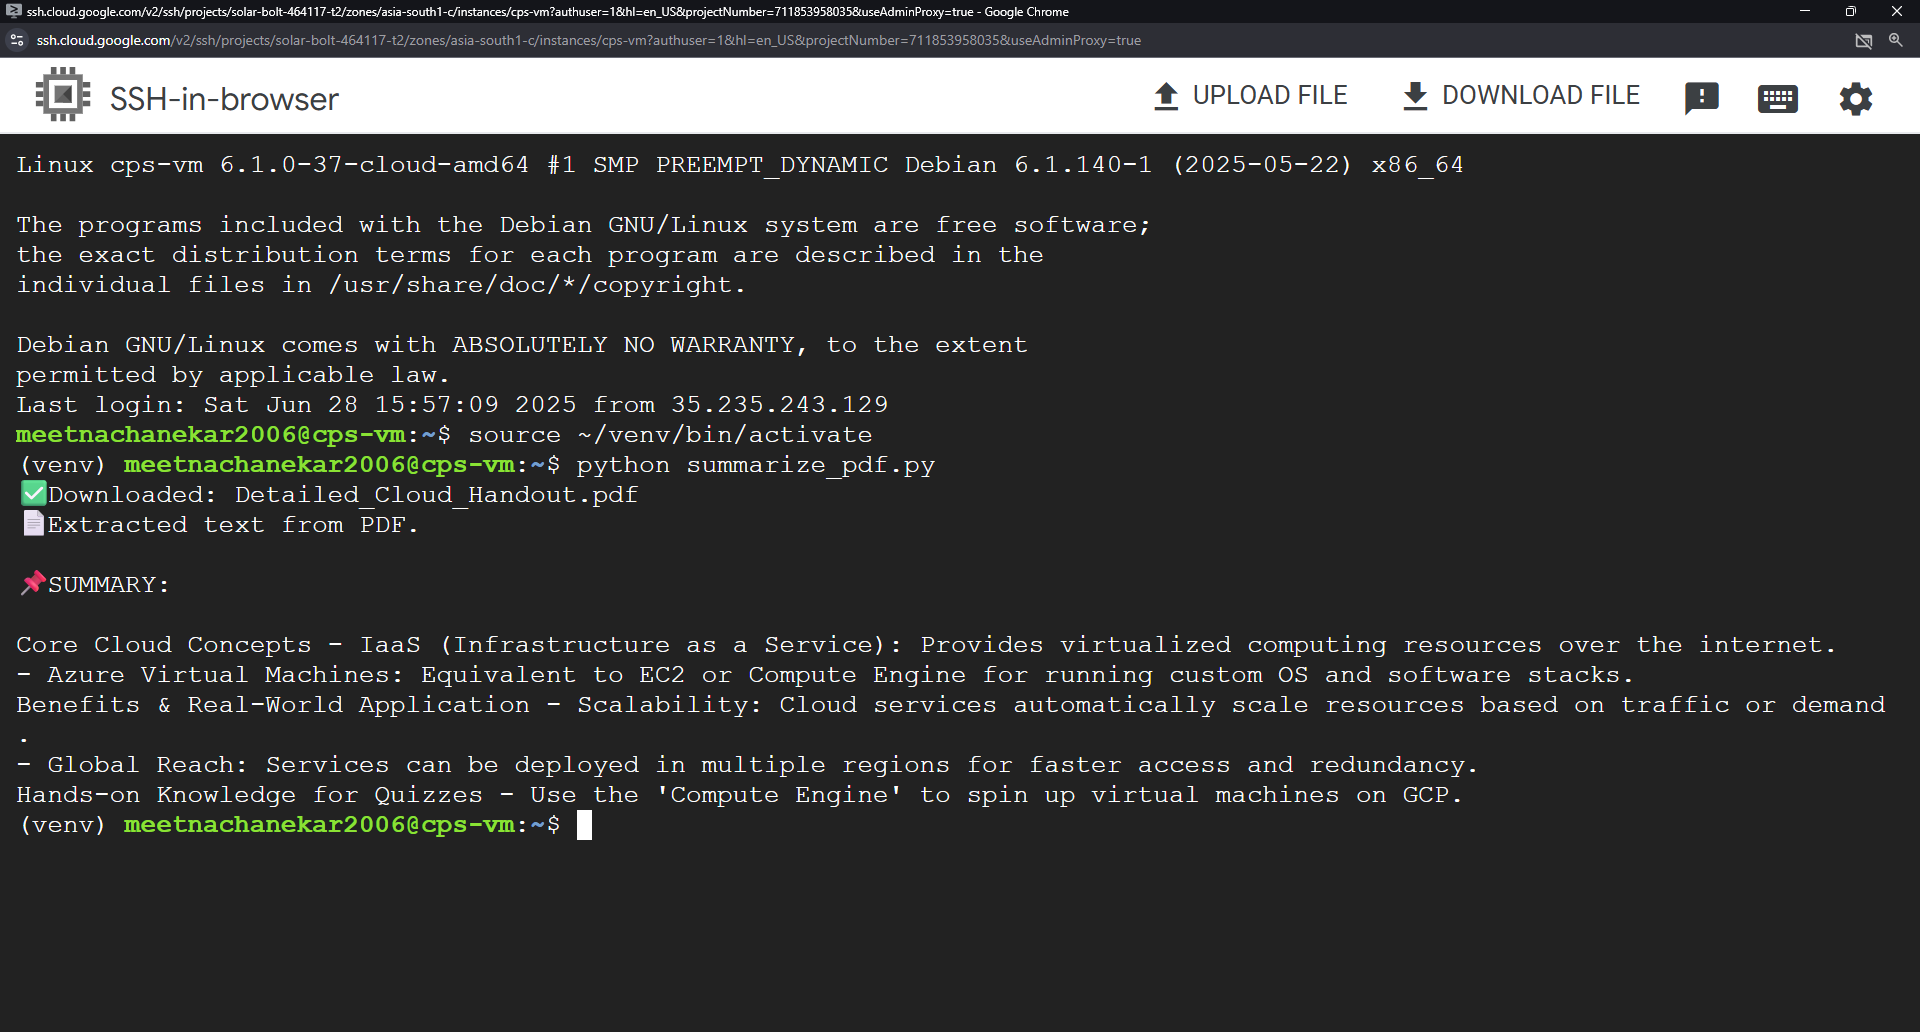 ssh.cloud.google.com/v2/ssh/projects/solar-bolt-464117-t2/zones/asia-south1-c/instances/cps-vm?authuser=1&hl=en_US&projectNumber=711853958035&useAdminProxy=true - Google Chrome
ssh.cloud.google.com/v2/ssh/projects/solar-bolt-464117-t2/zones/asia-south1-c/instances/cps-vm?authuser=1&hl=en_US&projectNumber=711853958035&useAdminProxy=true
SSH-in-browser
UPLOAD FILE
DOWNLOAD FILE
Linux cps-vm 6.1.0-37-cloud-amd64 #1 SMP PREEMPT_DYNAMIC Debian 6.1.140-1 (2025-05-22) x86_64
The programs included with the Debian GNU/Linux system are free software;
the exact distribution terms for each program are described in the
individual files in /usr/share/doc/*/copyright.
Debian GNU/Linux comes with ABSOLUTELY NO WARRANTY, to the extent
permitted by applicable law.
Last login: Sat Jun 28 15:57:09 2025 from 35.235.243.129
meetnachanekar2006@cps-vm:~$ source ~/venv/bin/activate
(venv) meetnachanekar2006@cps-vm:~$ python summarize_pdf.py
✅Downloaded: Detailed_Cloud_Handout.pdf
📄Extracted text from PDF.
📌SUMMARY:
Core Cloud Concepts - IaaS (Infrastructure as a Service): Provides virtualized computing resources over the internet.
- Azure Virtual Machines: Equivalent to EC2 or Compute Engine for running custom OS and software stacks.
Benefits & Real-World Application - Scalability: Cloud services automatically scale resources based on traffic or demand
.
- Global Reach: Services can be deployed in multiple regions for faster access and redundancy.
Hands-on Knowledge for Quizzes - Use the 'Compute Engine' to spin up virtual machines on GCP.
(venv) meetnachanekar2006@cps-vm:~$